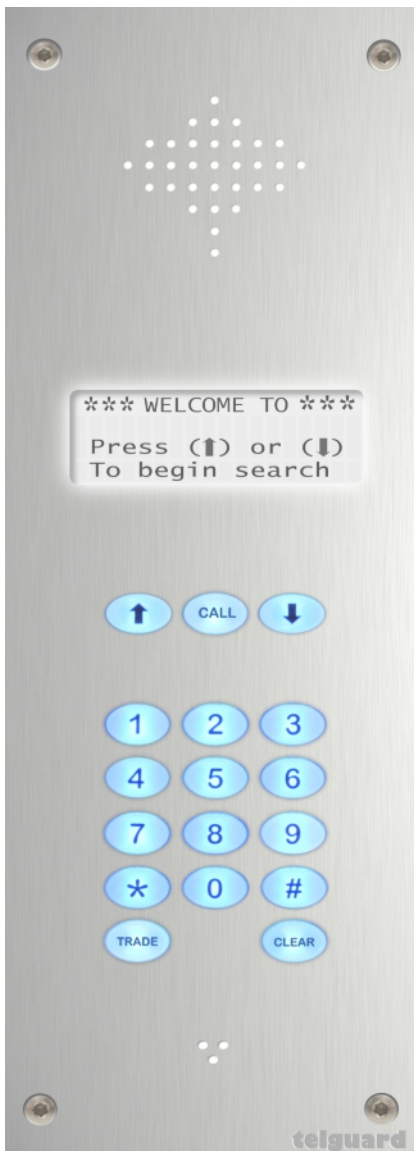 *** WELCOME TO ***
Press (⬆) or (⬇)
To begin search
⬆ CALL ⬇
1 2 3
4 5 6
7 8 9
* 0 #
TRADE CLEAR
telguard